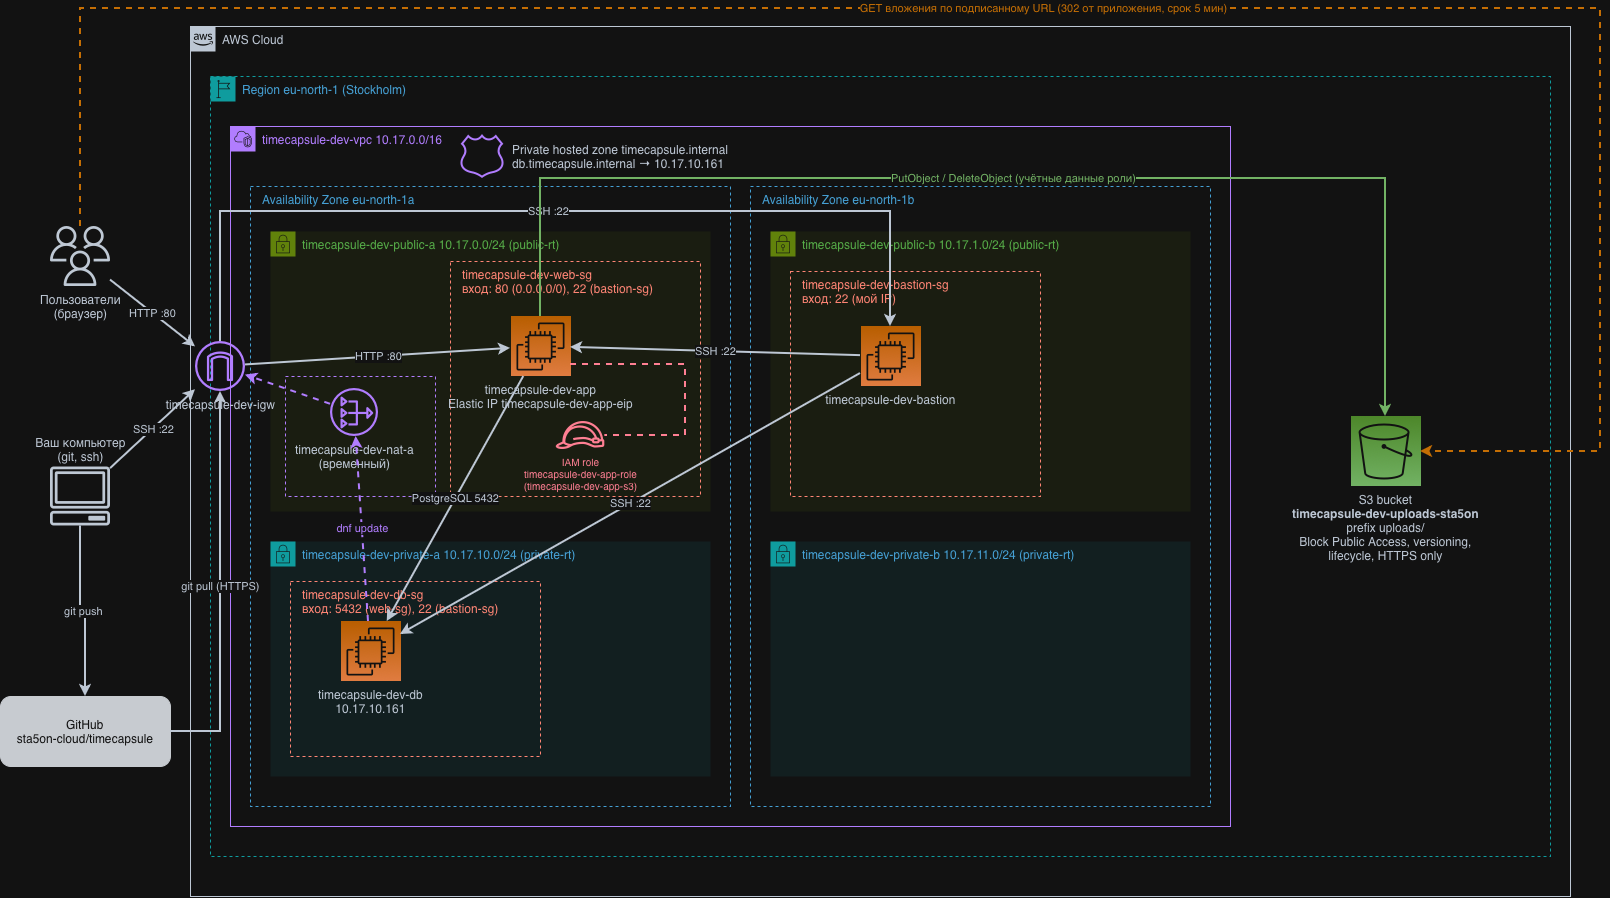 GET вложения по подписанному URL (302 от приложения, срок 5 мин)
aws
AWS Cloud
Region eu-north-1 (Stockholm)
timecapsule-dev-vpc 10.17.0.0/16
Private hosted zone timecapsule.internal
db.timecapsule.internal → 10.17.10.161
PutObject / DeleteObject (учётные данные роли)
Availability Zone eu-north-1a
Availability Zone eu-north-1b
SSH :22
timecapsule-dev-public-a 10.17.0.0/24 (public-rt)
timecapsule-dev-public-b 10.17.1.0/24 (public-rt)
timecapsule-dev-web-sg
вход: 80 (0.0.0.0/0), 22 (bastion-sg)
timecapsule-dev-bastion-sg
вход: 22 (мой IP)
Пользователи
(браузер)
HTTP :80
HTTP :80
SSH :22
timecapsule-dev-app
Elastic IP timecapsule-dev-app-eip
timecapsule-dev-bastion
timecapsule-dev-igw
SSH :22
Ваш компьютер
(git, ssh)
timecapsule-dev-nat-a
(временный)
IAM role
timecapsule-dev-app-role
(timecapsule-dev-app-s3)
PostgreSQL 5432
SSH :22
S3 bucket
timecapsule-dev-uploads-sta5on
prefix uploads/
Block Public Access, versioning,
lifecycle, HTTPS only
dnf update
timecapsule-dev-private-a 10.17.10.0/24 (private-rt)
timecapsule-dev-private-b 10.17.11.0/24 (private-rt)
git pull (HTTPS)
timecapsule-dev-db-sg
вход: 5432 (web-sg), 22 (bastion-sg)
git push
timecapsule-dev-db
10.17.10.161
GitHub
sta5on-cloud/timecapsule